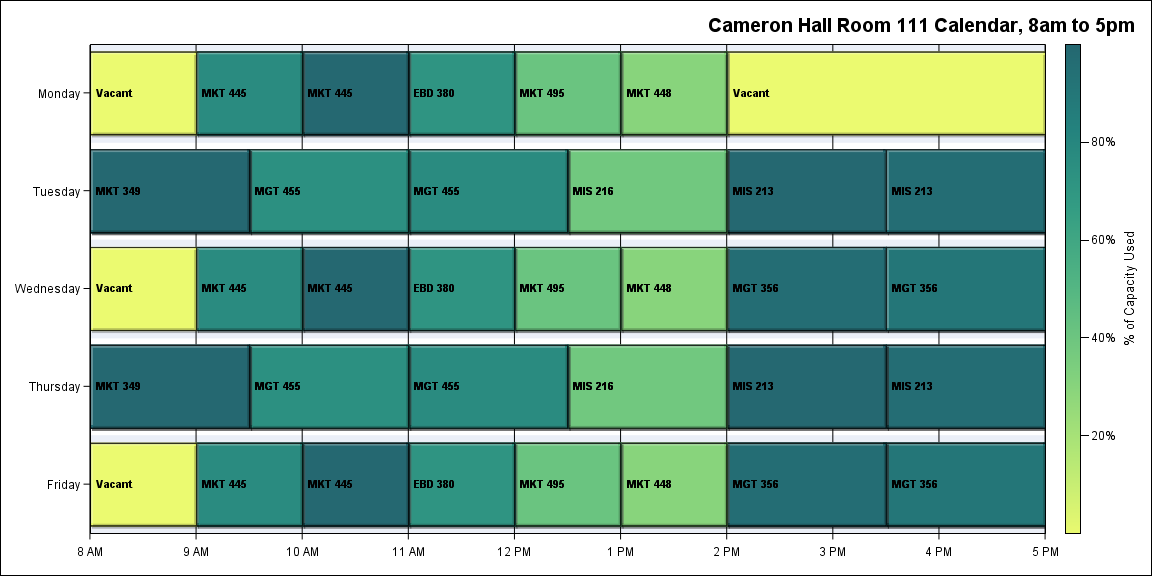 Cameron Hall Room 111 Calendar, 8am to 5pm
Monday
Vacant
MKT 445
MKT 445
EBD 380
MKT 495
MKT 448
Vacant
Tuesday
MKT 349
MGT 455
MGT 455
MIS 216
MIS 213
MIS 213
Wednesday
Vacant
MKT 445
MKT 445
EBD 380
MKT 495
MKT 448
MGT 356
MGT 356
Thursday
MKT 349
MGT 455
MGT 455
MIS 216
MIS 213
MIS 213
Friday
Vacant
MKT 445
MKT 445
EBD 380
MKT 495
MKT 448
MGT 356
MGT 356
8 AM
9 AM
10 AM
11 AM
12 PM
1 PM
2 PM
3 PM
4 PM
5 PM
80%
60%
40%
20%
% of Capacity Used